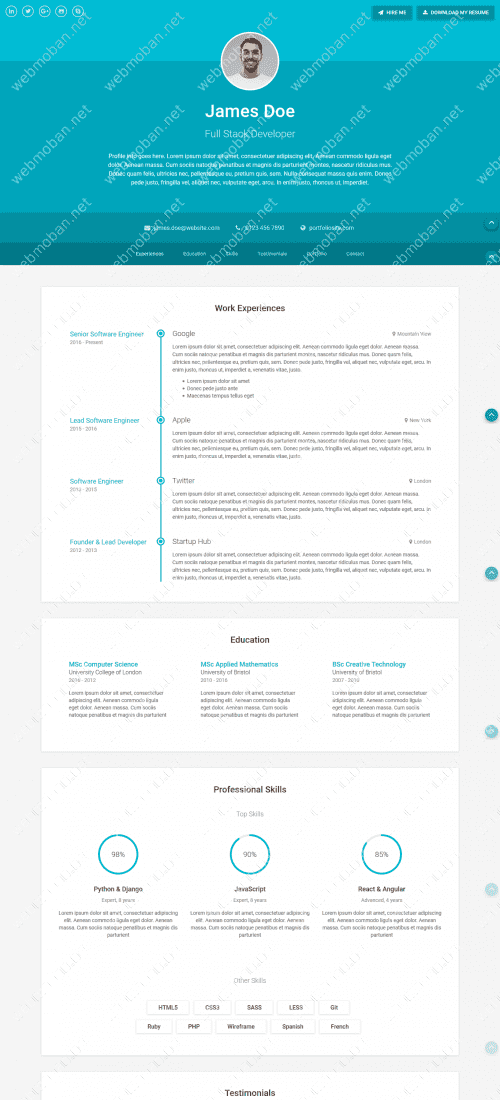 HIRE ME
DOWNLOAD MY RESUME
webmoban.net
James Doe
Full Stack Developer
Profile info goes here. Lorem ipsum dolor sit amet, consectetuer adipiscing elit. Aenean commodo ligula eget
dolor. Aenean massa. Cum sociis natoque penatibus et magnis dis parturient montes, nascetur ridiculus mus.
Donec quam felis, ultricies nec, pellentesque eu, pretium quis, sem. Nulla consequat massa quis enim. Donec
pede justo, fringilla vel, aliquet nec, vulputate eget, arcu. In enim justo, rhoncus ut, imperdiet.
james.doe@website.com
123 456 7890
portfoliosite.com
Experiences Education Skills Testimonials Portfolio Contact
Work Experiences
Senior Software Engineer
2016 - Present
Google
Mountain View
Lorem ipsum dolor sit amet, consectetuer adipiscing elit. Aenean commodo ligula eget dolor. Aenean massa.
Cum sociis natoque penatibus et magnis dis parturient montes, nascetur ridiculus mus. Donec quam felis,
ultricies nec, pellentesque eu, pretium quis, sem. Donec pede justo, fringilla vel, aliquet nec, vulputate eget, arcu. In
enim justo, rhoncus ut, imperdiet a, venenatis vitae, justo.
Lorem ipsum dolor sit amet
Donec pede justo ante
Maecenas tempus tellus eget
Lead Software Engineer
2015 - 2016
Apple
New York
Lorem ipsum dolor sit amet, consectetuer adipiscing elit. Aenean commodo ligula eget dolor. Aenean massa.
Cum sociis natoque penatibus et magnis dis parturient montes, nascetur ridiculus mus. Donec quam felis,
ultricies nec, pellentesque eu, pretium quis, sem. Donec pede justo, fringilla vel, aliquet nec, vulputate eget, arcu. In
enim justo, rhoncus ut, imperdiet a, venenatis vitae, justo.
Software Engineer
2013 - 2015
Twitter
London
Lorem ipsum dolor sit amet, consectetuer adipiscing elit. Aenean commodo ligula eget dolor. Aenean massa.
Cum sociis natoque penatibus et magnis dis parturient montes, nascetur ridiculus mus. Donec quam felis,
ultricies nec, pellentesque eu, pretium quis, sem. Donec pede justo, fringilla vel, aliquet nec, vulputate eget, arcu. In
enim justo, rhoncus ut, imperdiet a, venenatis vitae, justo.
Founder & Lead Developer
2012 - 2013
Startup Hub
London
Lorem ipsum dolor sit amet, consectetuer adipiscing elit. Aenean commodo ligula eget dolor. Aenean massa.
Cum sociis natoque penatibus et magnis dis parturient montes, nascetur ridiculus mus. Donec quam felis,
ultricies nec, pellentesque eu, pretium quis, sem. Donec pede justo, fringilla vel, aliquet nec, vulputate eget, arcu. In
enim justo, rhoncus ut, imperdiet a, venenatis vitae, justo.
Education
MSc Computer Science
University College of London
Lorem ipsum dolor sit amet, consectetuer
adipiscing elit. Aenean commodo ligula eget
dolor. Aenean massa. Cum sociis
natoque penatibus et magnis dis parturient
MSc Applied Mathematics
University of Bristol
2010 -
Lorem ipsum dolor sit amet, consectetuer
adipiscing elit. Aenean commodo ligula eget
dolor. Aenean massa. Cum sociis
natoque penatibus et magnis dis parturient
BSc Creative Technology
University of Bristol
2007 - 2010
Lorem ipsum dolor sit amet, consectetuer
adipiscing elit. Aenean commodo ligula eget
dolor. Aenean massa. Cum sociis
natoque penatibus et magnis dis parturient
Professional Skills
Top Skills
98% 90% 85%
Python & Django
Expert, 8 years
Lorem ipsum dolor sit amet, consectetuer adipiscing
elit. Aenean commodo ligula eget dolor. Aenean
massa. Cum sociis natoque penatibus et magnis dis
parturient
JavaScript
Expert, 8 years
Lorem ipsum dolor sit amet, consectetuer adipiscing
elit. Aenean commodo ligula eget dolor. Aenean
massa. Cum sociis natoque penatibus et magnis dis
parturient
React & Angular
Advanced, 4 years
Lorem ipsum dolor sit amet, consectetuer adipiscing
elit. Aenean commodo ligula eget dolor. Aenean
massa. Cum sociis natoque penatibus et magnis dis
parturient
Other Skills
HTML5 CSS3 SASS LESS Git
Ruby PHP Wireframe Spanish French
Testimonials